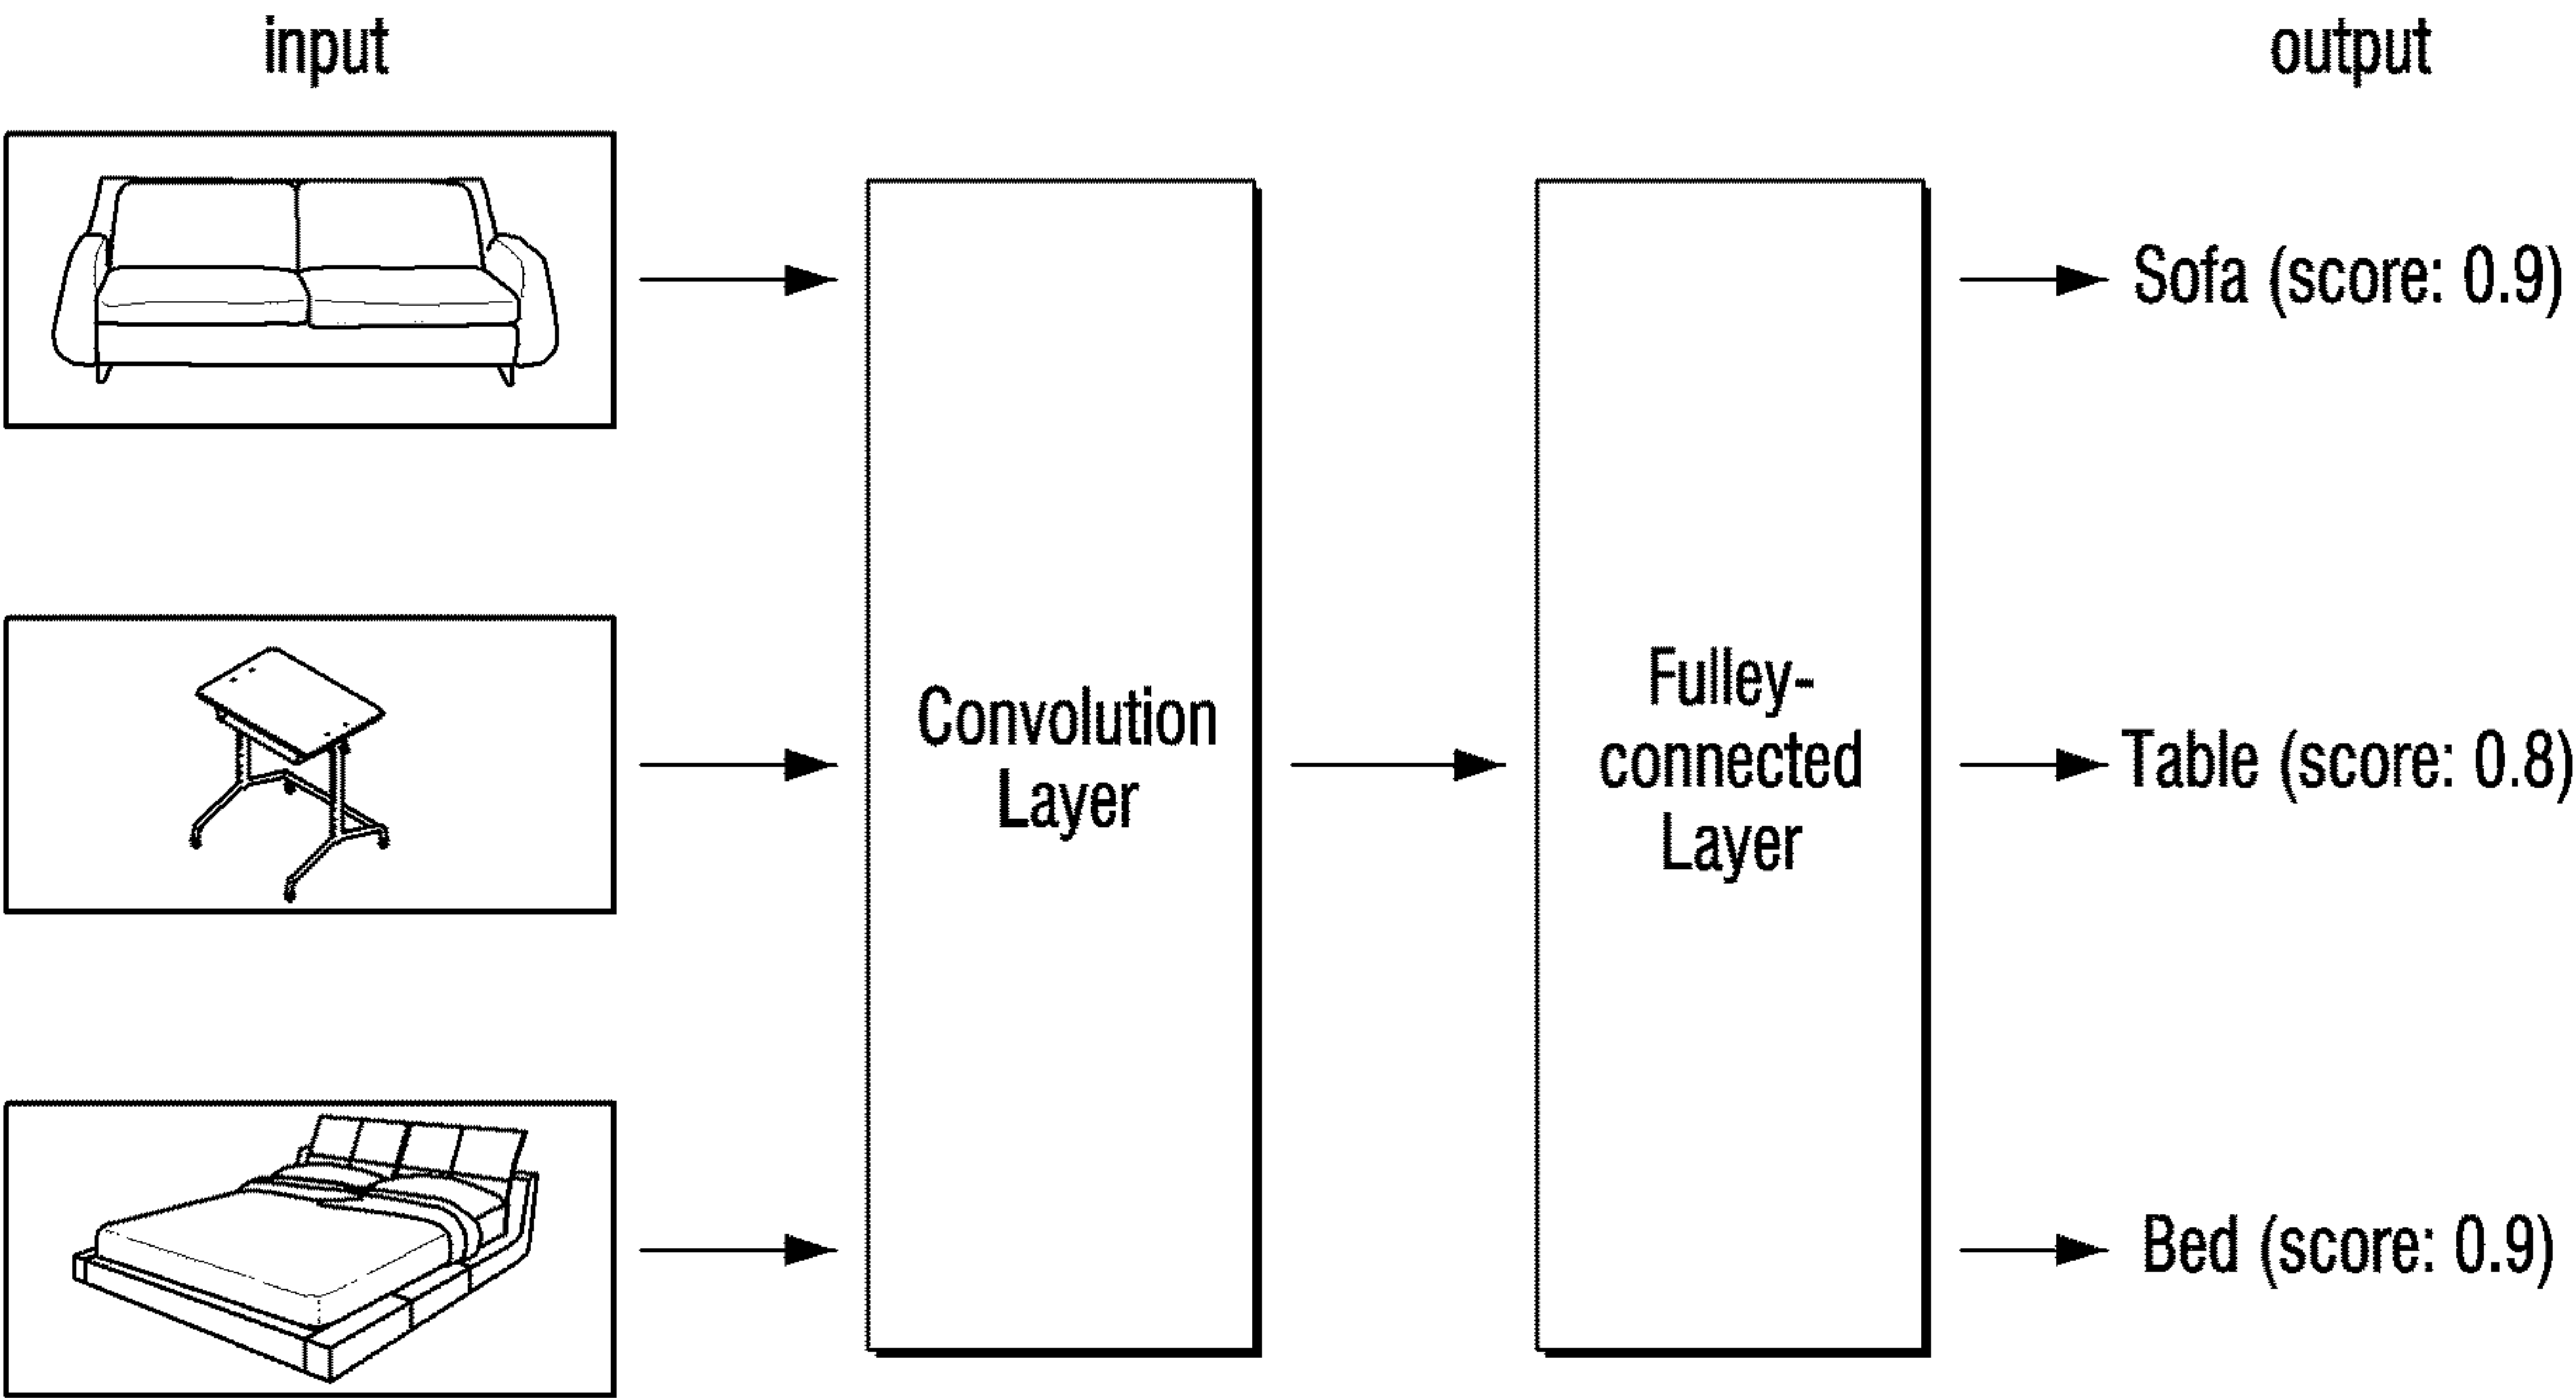 input
output
Sofa (score: 0.9)
Convolution
Layer
Fulley-
connected
Layer
Table (score: 0.8)
Bed (score: 0.9)